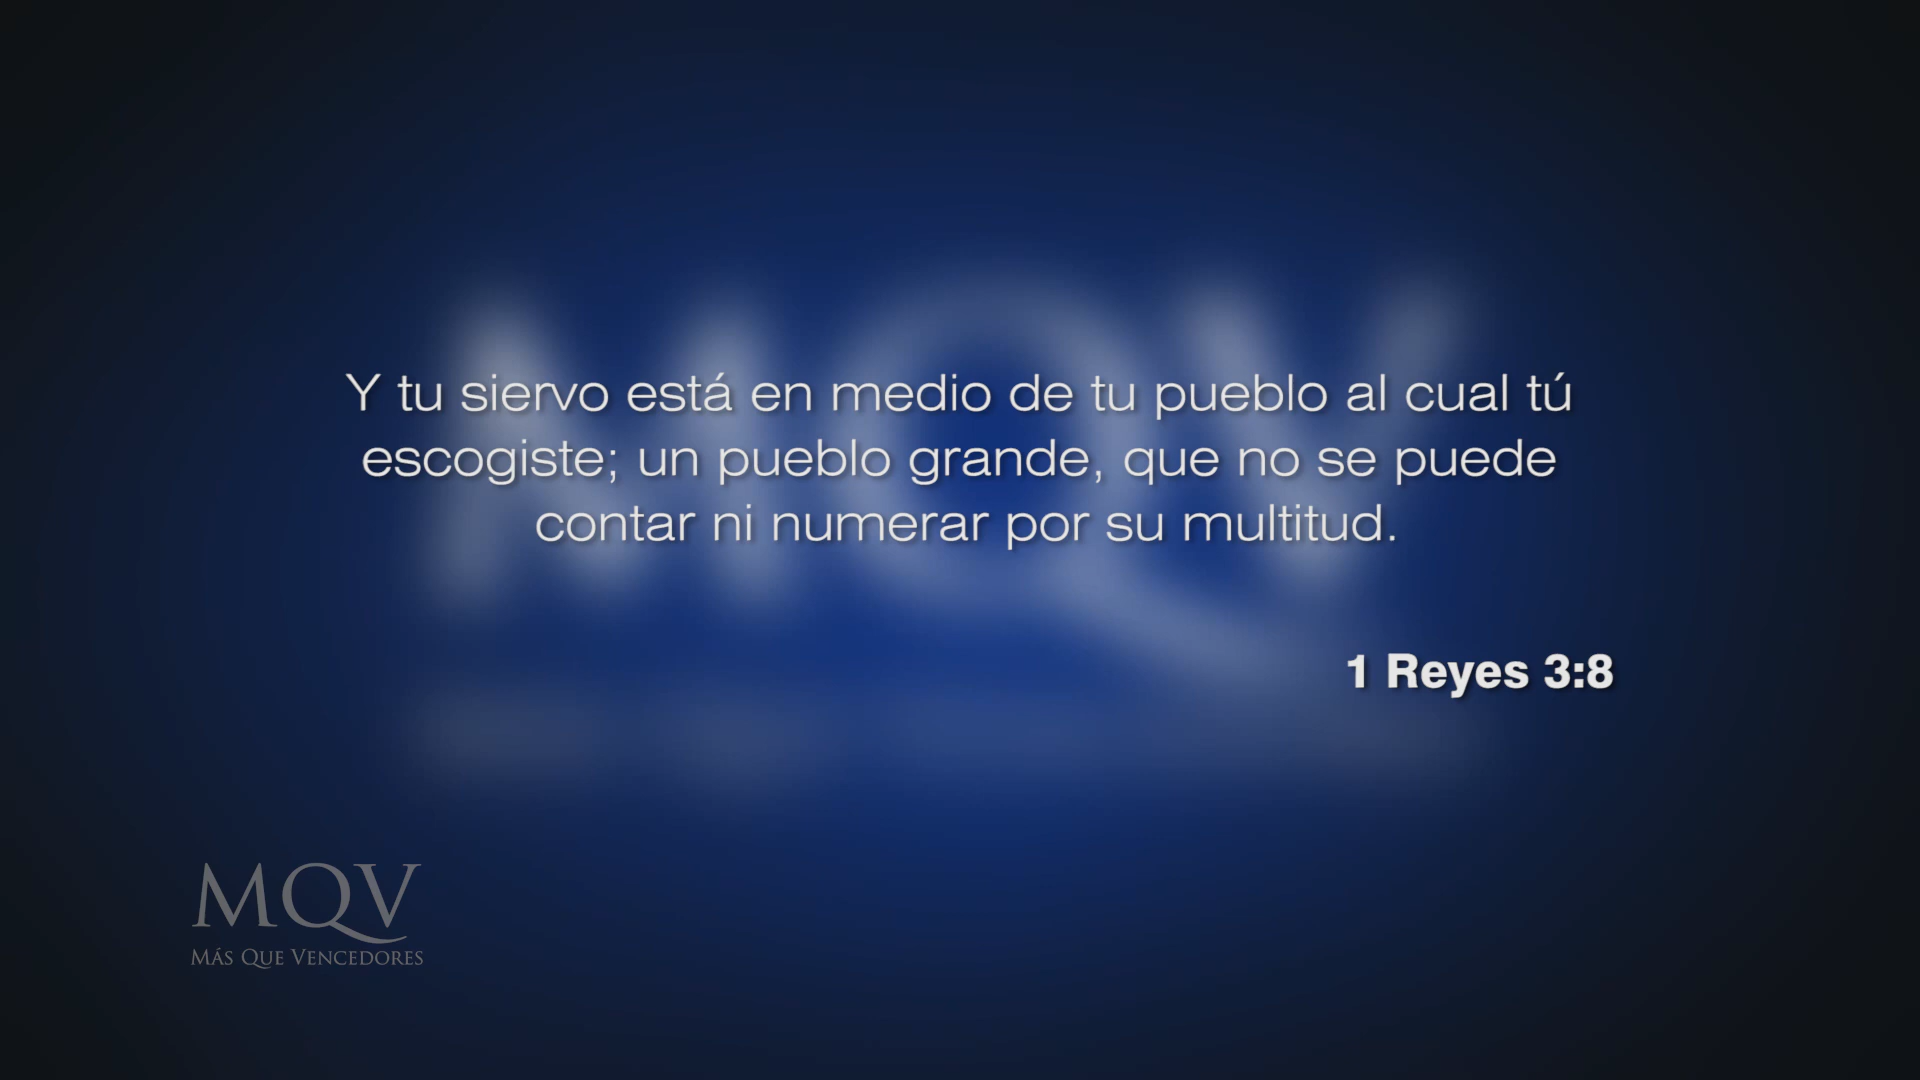 Y tu siervo está en medio de tu pueblo al cual tú
escogiste; un pueblo grande, que no se puede
contar ni numerar por su multitud.
1 Reyes 3:8
MQV
MÁS QUE VENCEDORES